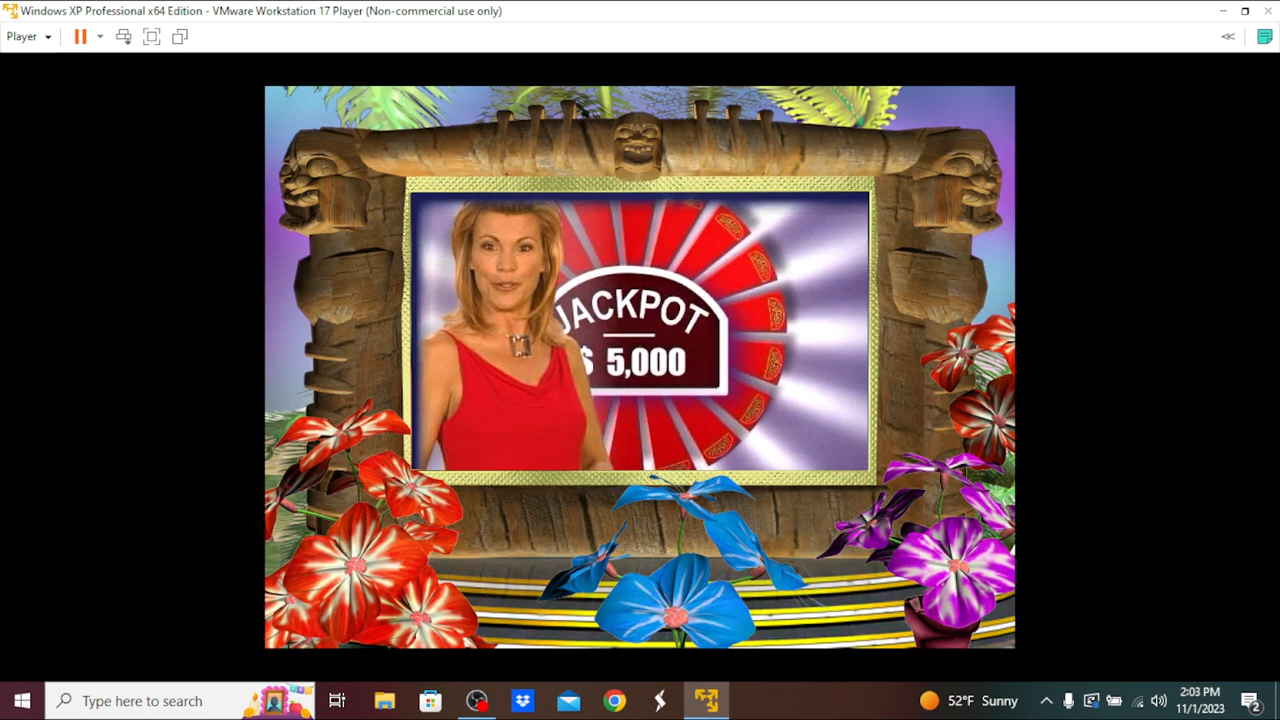 Windows XP Professional x64 Edition - VMware Workstation 17 Player (Non-commercial use only)
Player
JACKPOT
$ 5,000
Type here to search
52°F Sunny
2:03 PM
11/1/2023
2